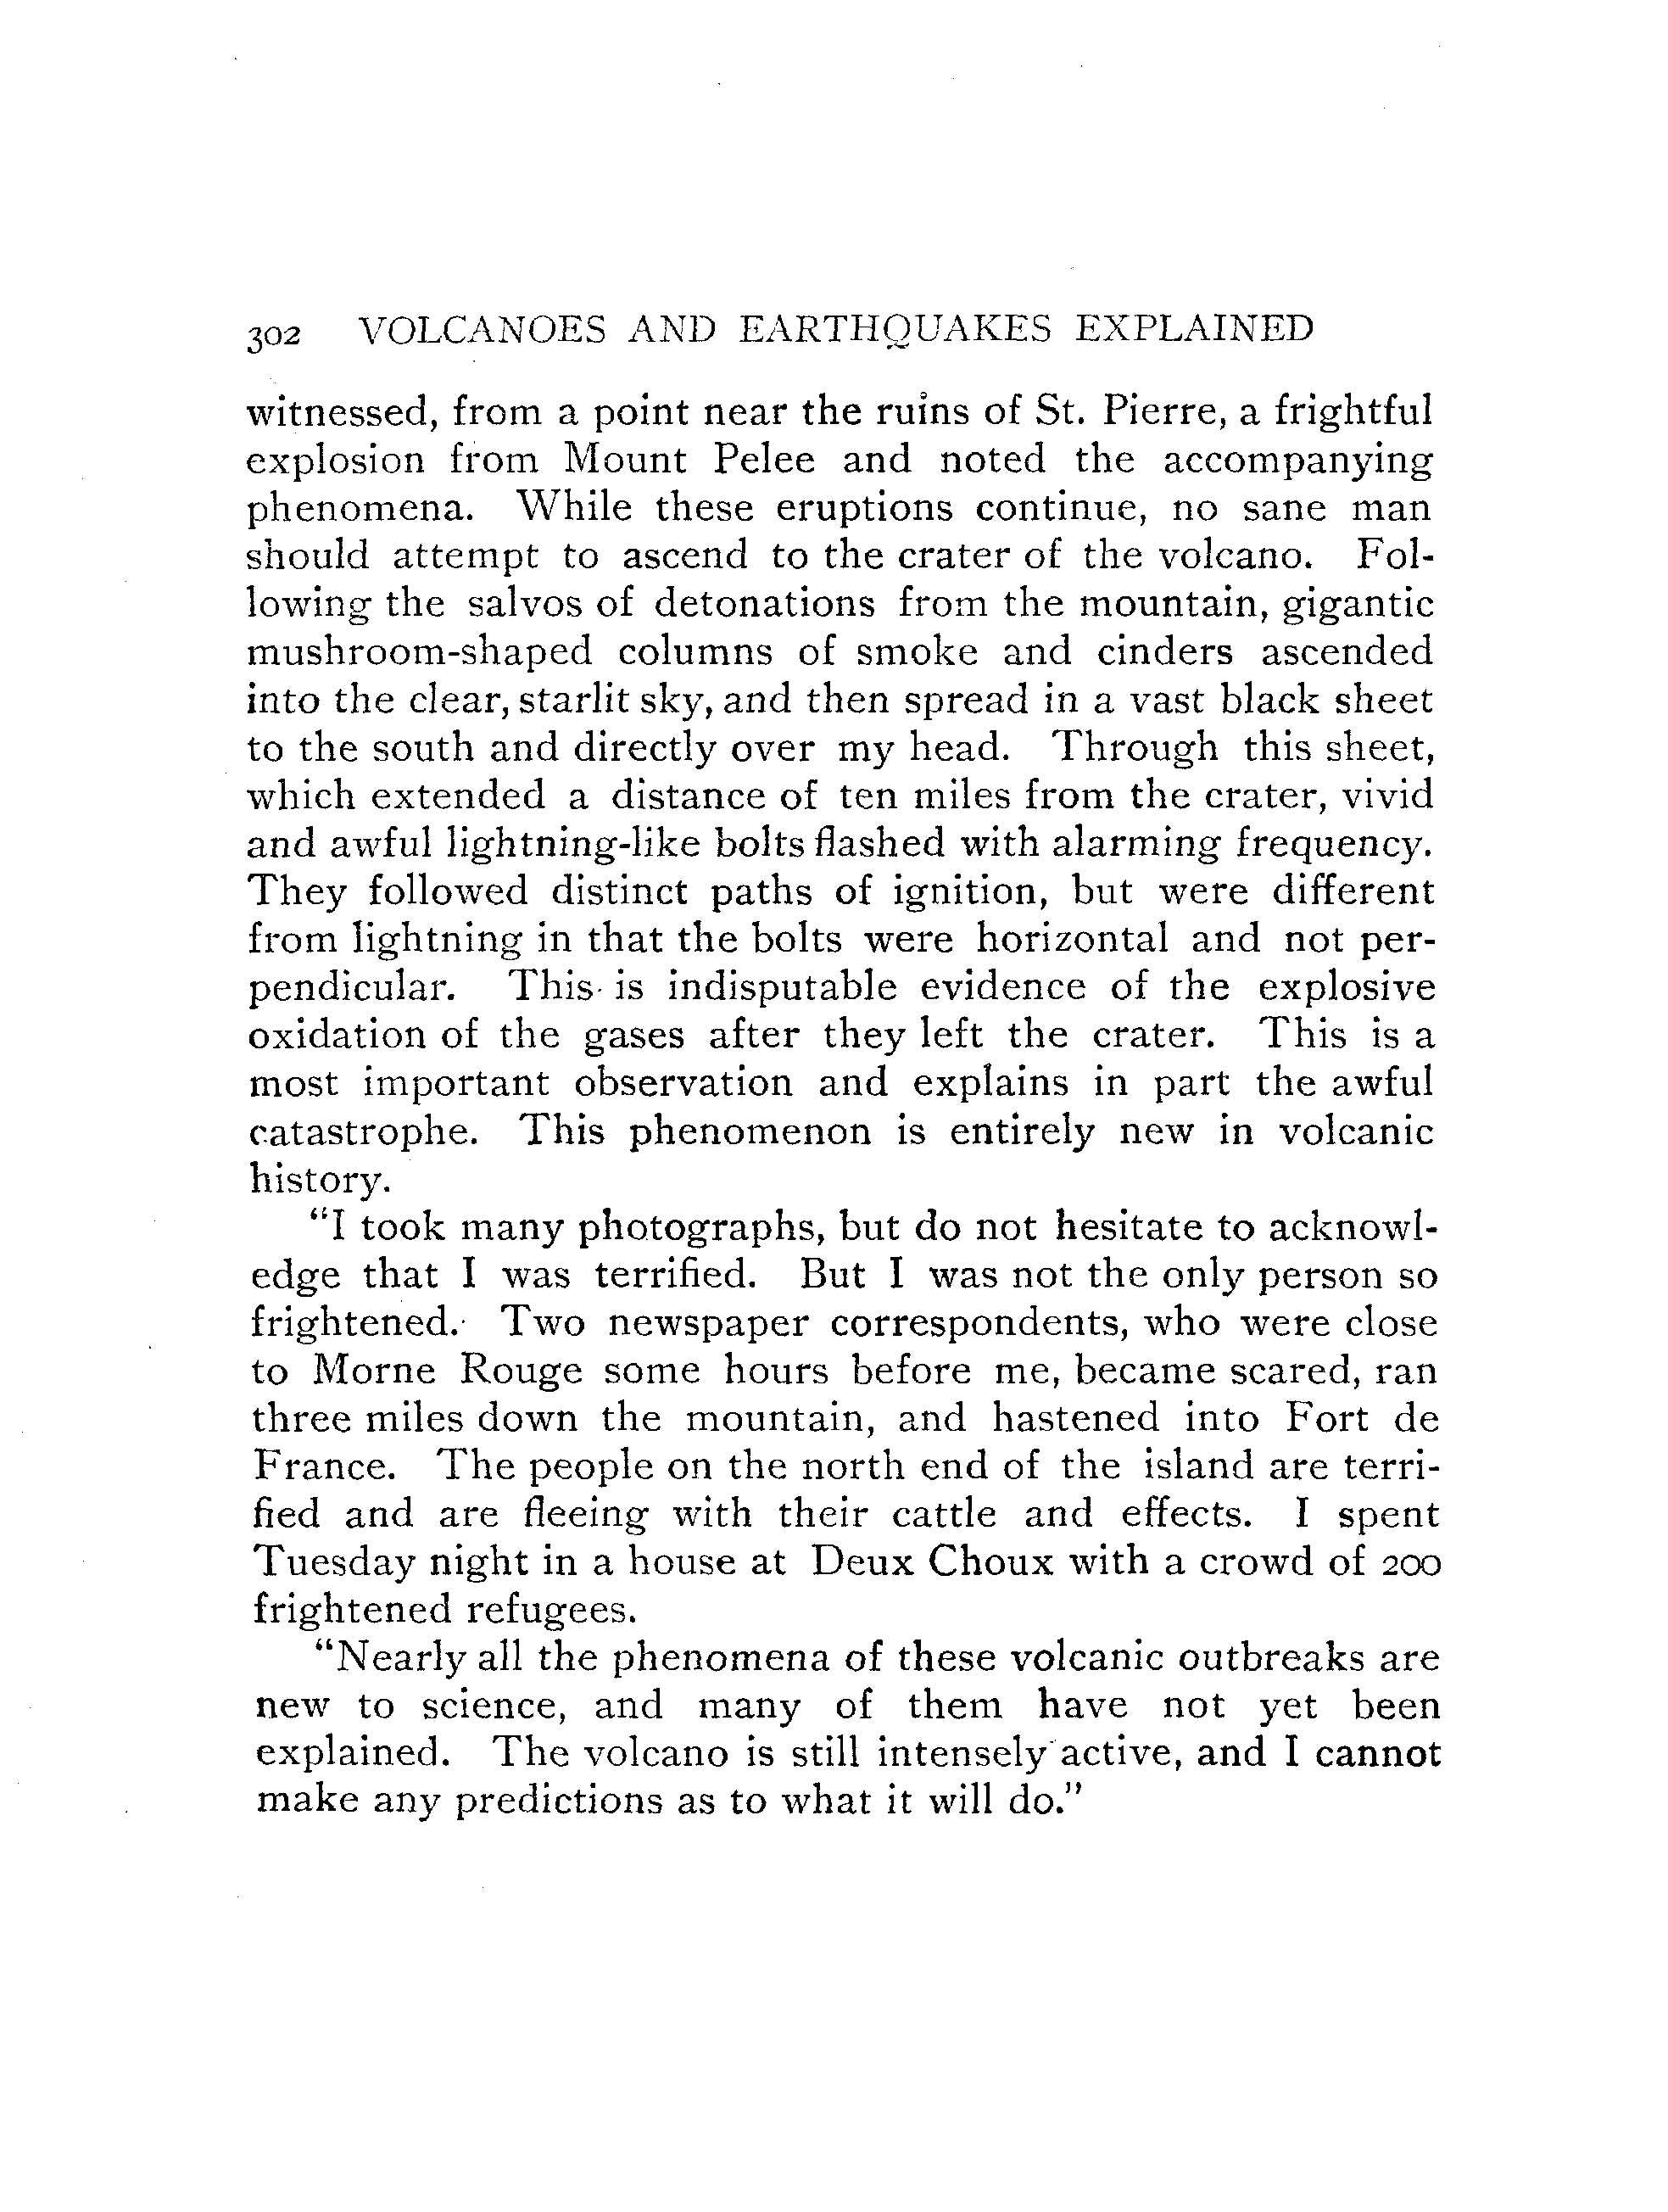 302 VOLCANOES AND EARTHQUAKES EXPLAINED
witnessed, from a point near the ruins of St. Pierre, a frightful
explosion from Mount Pelee and noted the accompanying
phenomena. While these eruptions continue, no sane man
should attempt to ascend to the crater of the volcano. Fol-
lowing the salvos of detonations from the mountain, gigantic
mushroom-shaped columns of smoke and cinders ascended
into the clear, starlit sky, and then spread in a vast black sheet
to the south and directly over my head. Through this sheet,
which extended a distance of ten miles from the crater, vivid
and awful lightning-like bolts flashed with alarming frequency.
They followed distinct paths of ignition, but were different
from lightning in that the bolts were horizontal and not per-
pendicular. This is indisputable evidence of the explosive
oxidation of the gases after they left the crater. This is a
most important observation and explains in part the awful
catastrophe. This phenomenon is entirely new in volcanic
history.
"I took many photographs, but do not hesitate to acknowl-
edge that I was terrified. But I was not the only person so
frightened. Two newspaper correspondents, who were close
to Morne Rouge some hours before me, became scared, ran
three miles down the mountain, and hastened into Fort de
France. The people on the north end of the island are terri-
fied and are fleeing with their cattle and effects. I spent
Tuesday night in a house at Deux Choux with a crowd of 200
frightened refugees.
"Nearly all the phenomena of these volcanic outbreaks are
new to science, and many of them have not yet been
explained. The volcano is still intensely active, and I cannot
make any predictions as to what it will do."